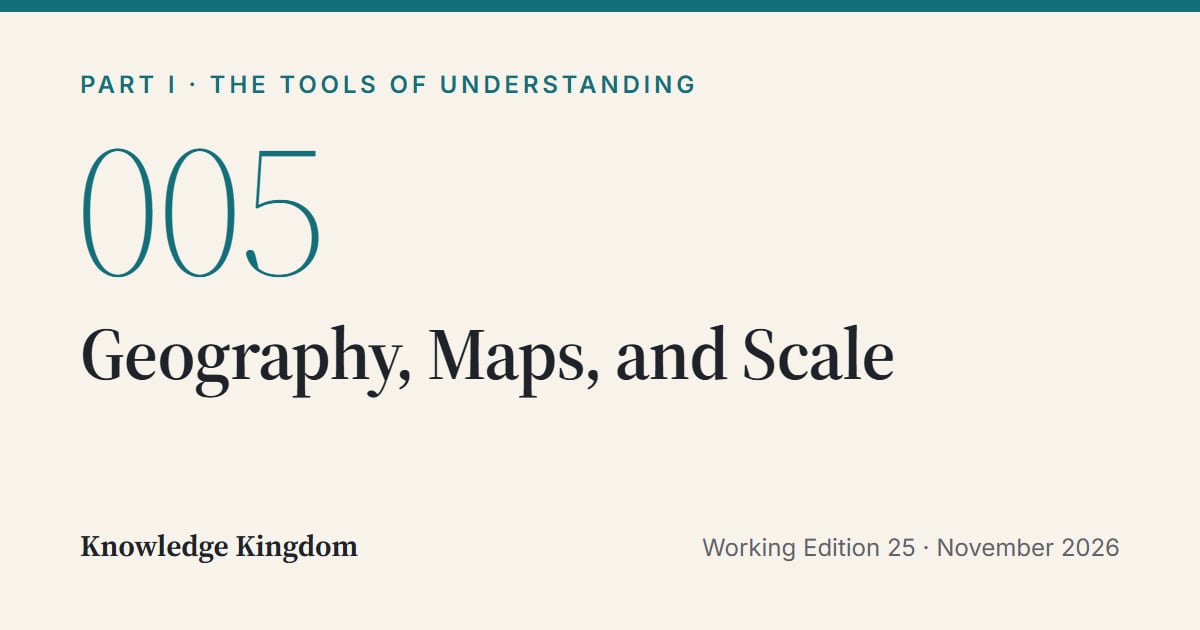 PART I · THE TOOLS OF UNDERSTANDING
005
Geography, Maps, and Scale
Knowledge Kingdom
Working Edition 25 · November 2026